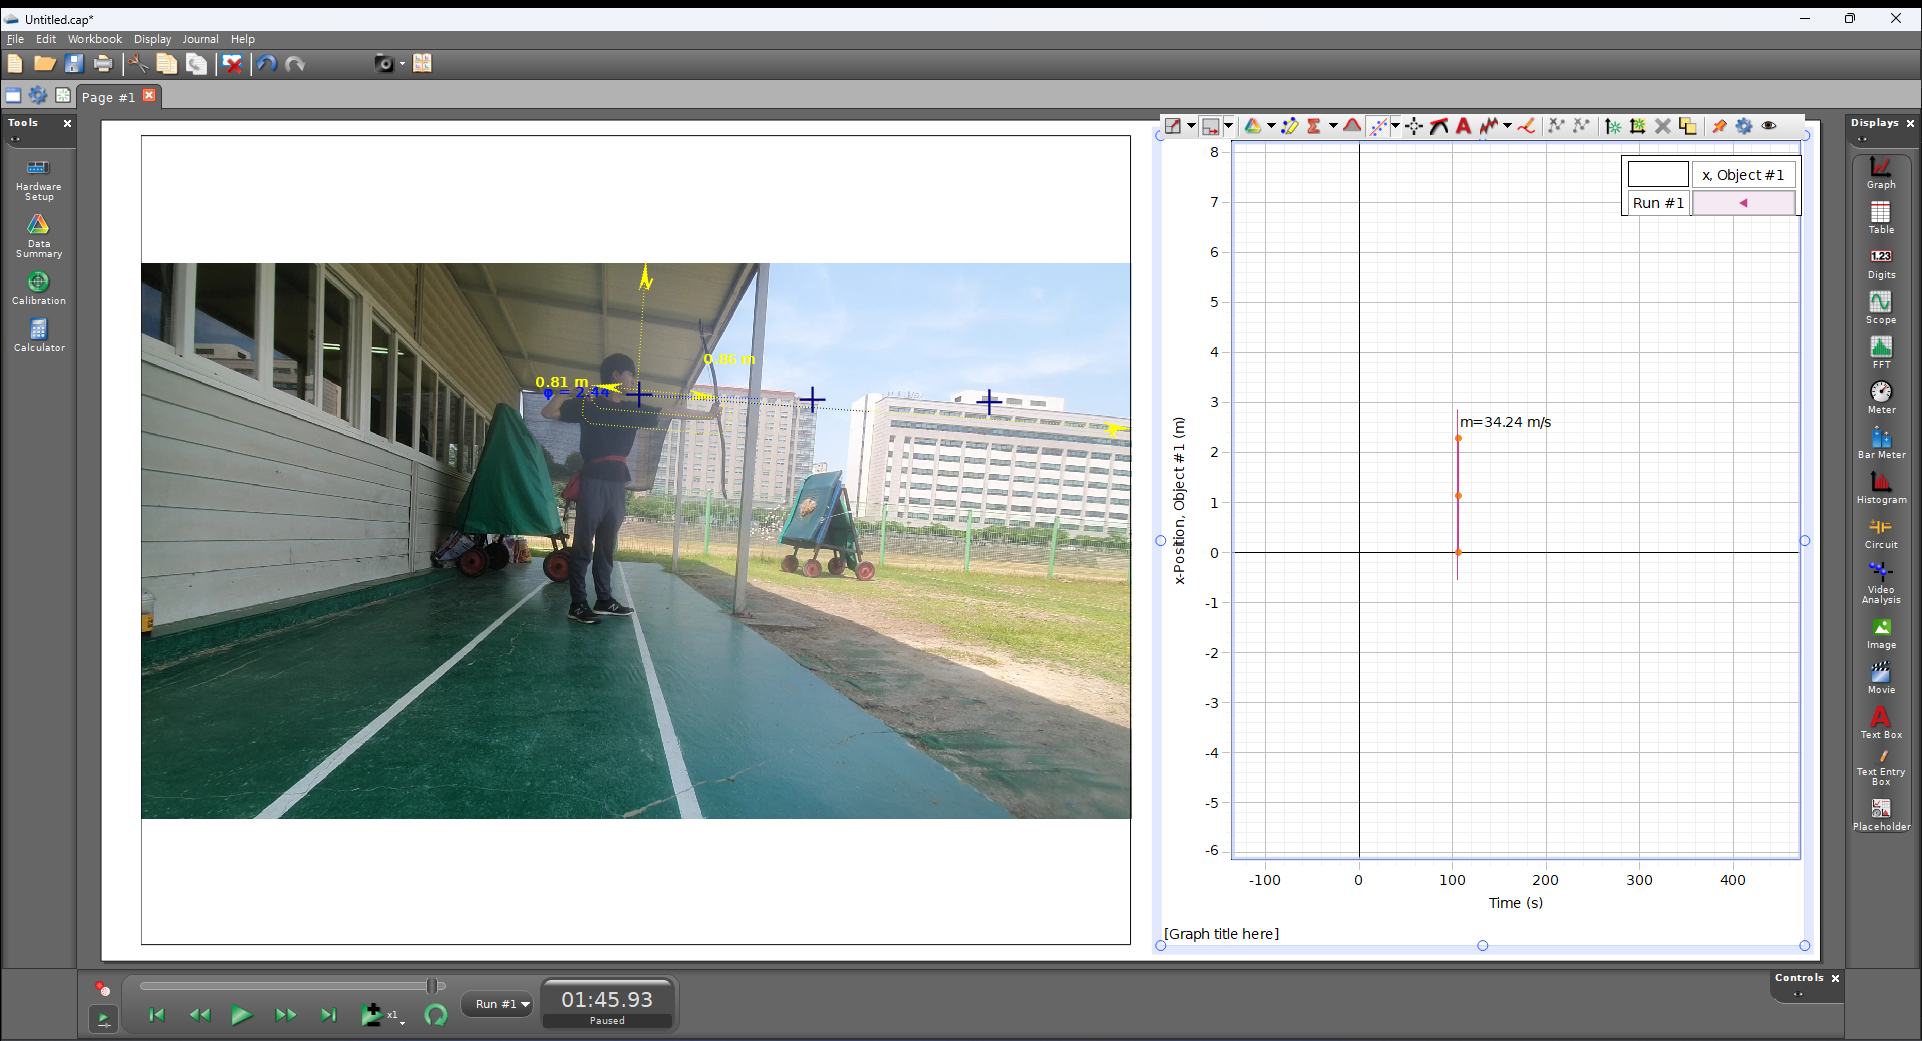 Untitled.cap*
File Edit Workbook Display Journal Help
Page #1
Tools
Hardware
Setup
Data
Summary
Calibration
Calculator
y
0.86 m
0.81 m
x, Object #1
Run #1
8
7
6
5
4
3
2
1
0
-1
-2
-3
-4
-5
-6
x-Position, Object #1 (m)
m=34.24 m/s
-100 0 100 200 300 400
Time (s)
[Graph title here]
Displays
Graph
Table
1.23
Digits
Scope
FFT
Meter
Bar Meter
Histogram
Circuit
Video
Analysis
Image
Movie
A
Text Box
Text Entry
Box
Placeholder
x1
Run #1
01:45.93
Paused
Controls